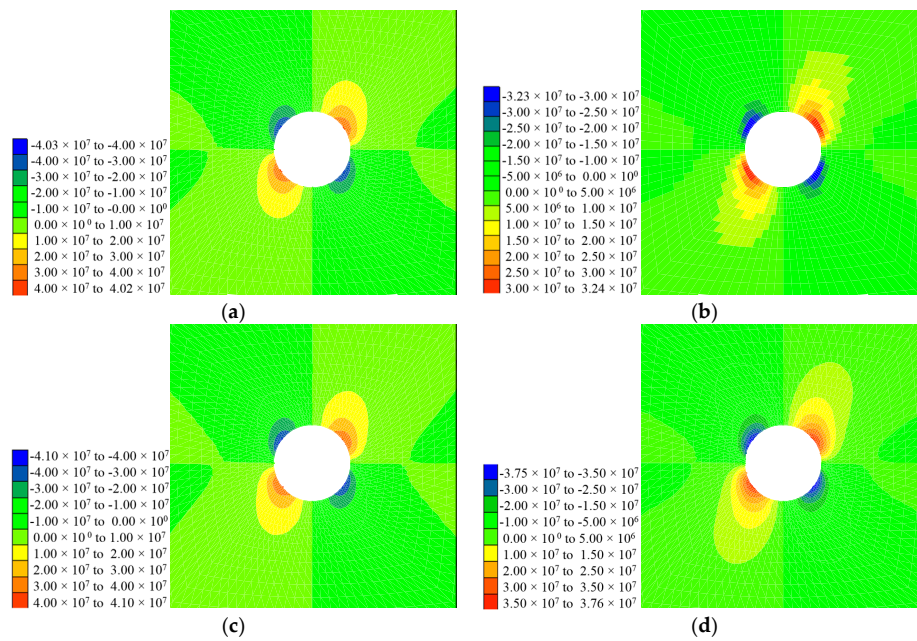 -4.03 × 10⁷ to -4.00 × 10⁷
-4.00 × 10⁷ to -3.00 × 10⁷
-3.00 × 10⁷ to -2.00 × 10⁷
-2.00 × 10⁷ to -1.00 × 10⁷
-1.00 × 10⁷ to -0.00 × 10⁰
0.00 × 10⁰ to 1.00 × 10⁷
1.00 × 10⁷ to 2.00 × 10⁷
2.00 × 10⁷ to 3.00 × 10⁷
3.00 × 10⁷ to 4.00 × 10⁷
4.00 × 10⁷ to 4.02 × 10⁷
(a)
-3.23 × 10⁷ to -3.00 × 10⁷
-3.00 × 10⁷ to -2.50 × 10⁷
-2.50 × 10⁷ to -2.00 × 10⁷
-2.00 × 10⁷ to -1.50 × 10⁷
-1.50 × 10⁷ to -1.00 × 10⁷
-5.00 × 10⁶ to 0.00 × 10⁰
0.00 × 10⁰ to 5.00 × 10⁶
5.00 × 10⁶ to 1.00 × 10⁷
1.00 × 10⁷ to 1.50 × 10⁷
1.50 × 10⁷ to 2.00 × 10⁷
2.00 × 10⁷ to 2.50 × 10⁷
2.50 × 10⁷ to 3.00 × 10⁷
3.00 × 10⁷ to 3.24 × 10⁷
(b)
-4.10 × 10⁷ to -4.00 × 10⁷
-4.00 × 10⁷ to -3.00 × 10⁷
-3.00 × 10⁷ to -2.00 × 10⁷
-2.00 × 10⁷ to -1.00 × 10⁷
-1.00 × 10⁷ to 0.00 × 10⁰
0.00 × 10⁰ to 1.00 × 10⁷
1.00 × 10⁷ to 2.00 × 10⁷
2.00 × 10⁷ to 3.00 × 10⁷
3.00 × 10⁷ to 4.00 × 10⁷
4.00 × 10⁷ to 4.10 × 10⁷
(c)
-3.75 × 10⁷ to -3.50 × 10⁷
-3.00 × 10⁷ to -2.50 × 10⁷
-2.00 × 10⁷ to -1.50 × 10⁷
-1.00 × 10⁷ to -5.00 × 10⁶
0.00 × 10⁰ to 5.00 × 10⁶
1.00 × 10⁷ to 1.50 × 10⁷
2.00 × 10⁷ to 2.50 × 10⁷
3.00 × 10⁷ to 3.50 × 10⁷
3.50 × 10⁷ to 3.76 × 10⁷
(d)